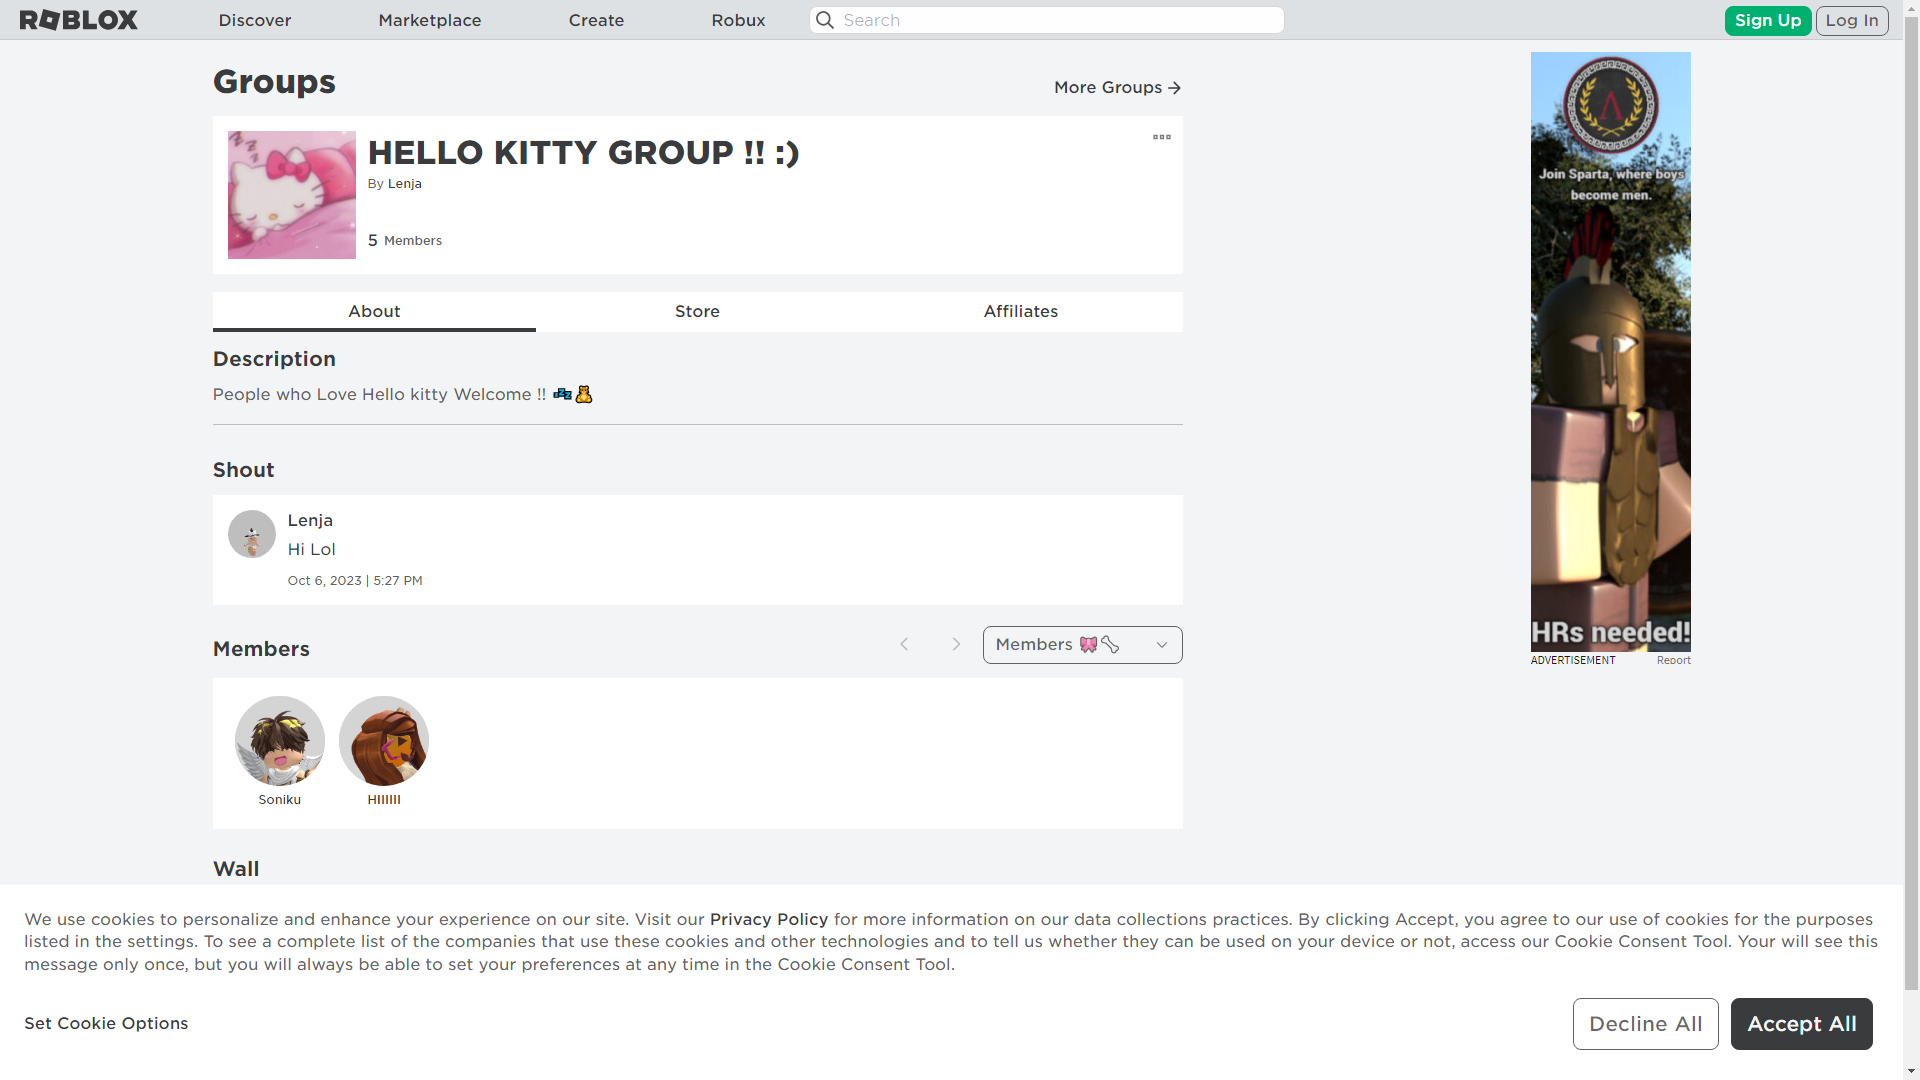 ROBLOX
Discover
Marketplace
Create
Robux
Search
Sign Up
Log In
Groups
More Groups
HELLO KITTY GROUP !! :)
By Lenja
5 Members
About
Store
Affiliates
Description
People who Love Hello kitty Welcome !! 💤🧸
Shout
Lenja
Hi Lol
Oct 6, 2023 | 5:27 PM
Members
Members 🎀🦴
Soniku
HIIIIII
Wall
Join Sparta, where boys
become men.
HRs needed!
ADVERTISEMENT
Report
We use cookies to personalize and enhance your experience on our site. Visit our Privacy Policy for more information on our data collections practices. By clicking Accept, you agree to our use of cookies for the purposes
listed in the settings. To see a complete list of the companies that use these cookies and other technologies and to tell us whether they can be used on your device or not, access our Cookie Consent Tool. Your will see this
message only once, but you will always be able to set your preferences at any time in the Cookie Consent Tool.
Set Cookie Options
Decline All
Accept All